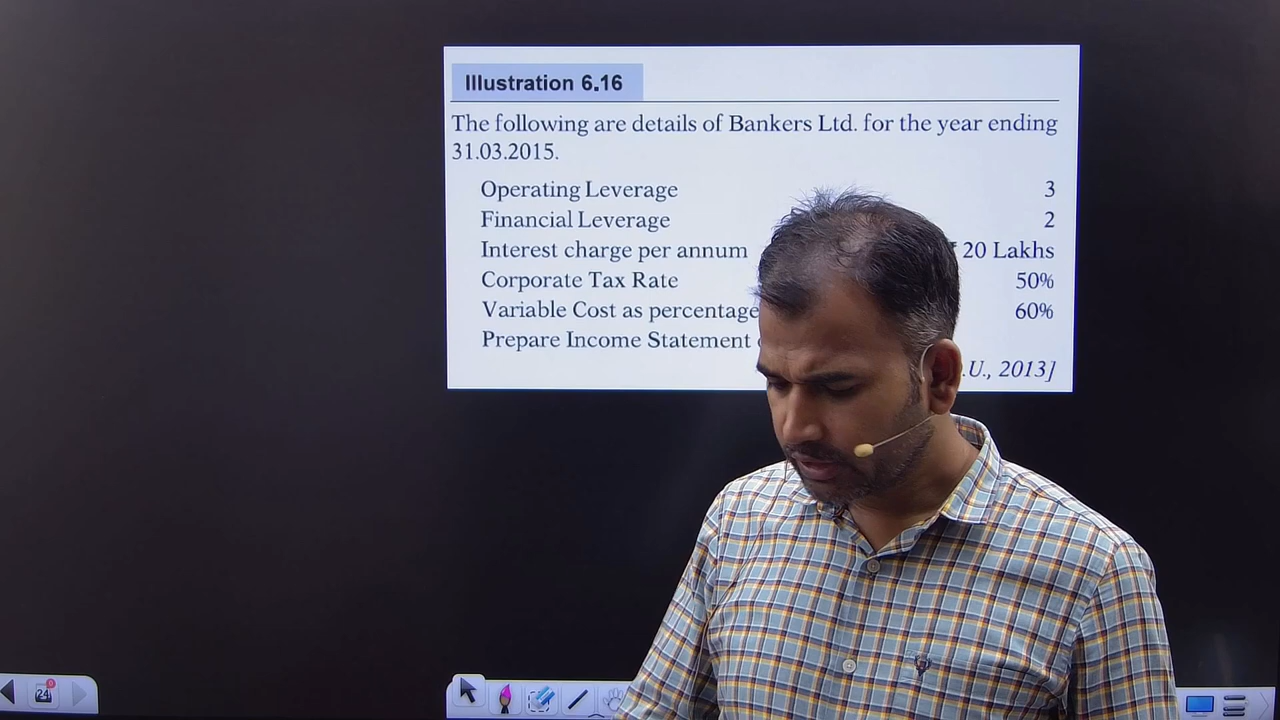 Illustration 6.16
The following are details of Bankers Ltd. for the year ending
31.03.2015.
Operating Leverage 3
Financial Leverage 2
Interest charge per annum 20 Lakhs
Corporate Tax Rate 50%
Variable Cost as percentage 60%
Prepare Income Statement
.U., 2013]
24